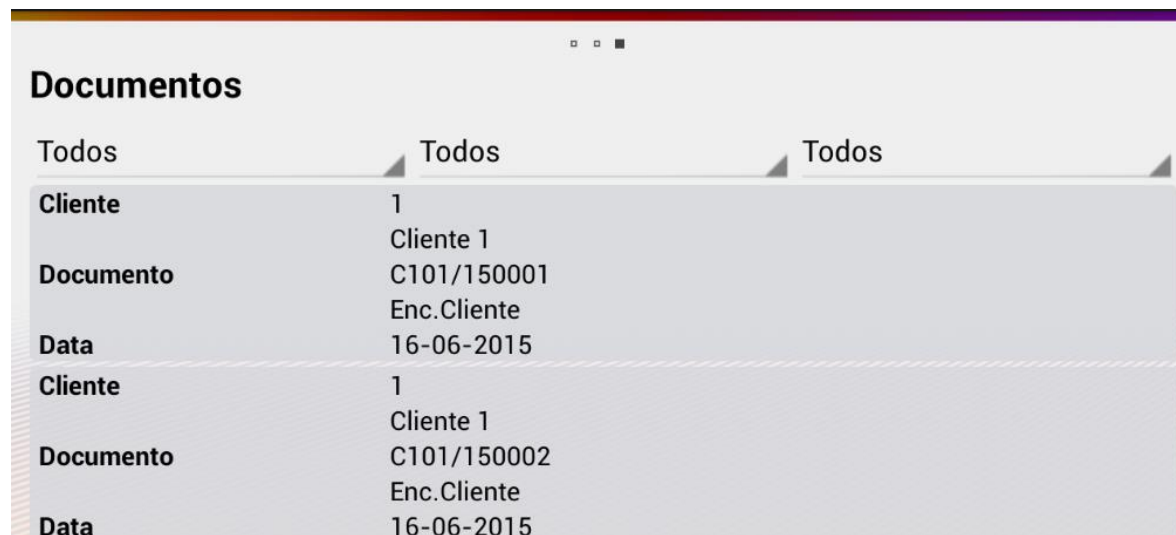 Documentos
Todos Todos Todos
Cliente 1
Cliente 1
Documento C101/150001
Enc.Cliente
Data 16-06-2015
Cliente 1
Cliente 1
Documento C101/150002
Enc.Cliente
Data 16-06-2015